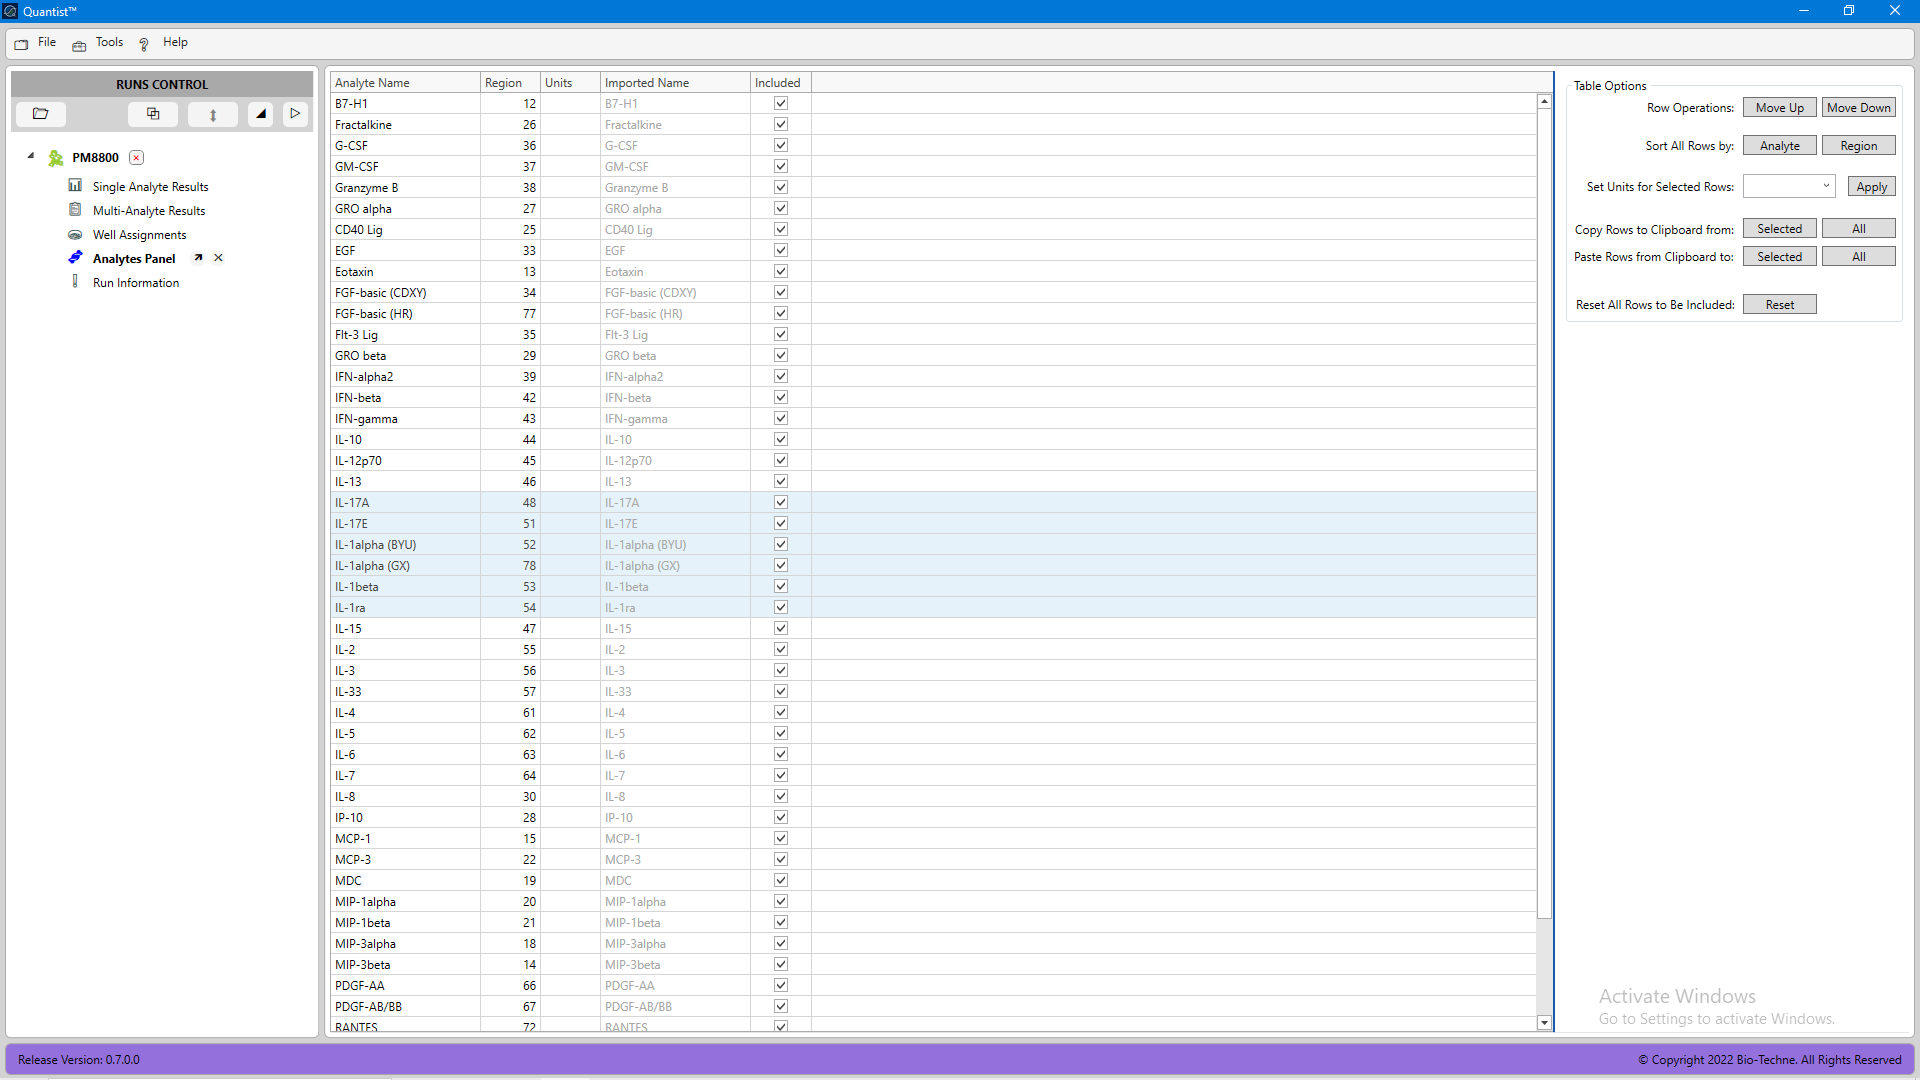 Quantist™
File Tools Help
RUNS CONTROL
PM8800
Single Analyte Results
Multi-Analyte Results
Well Assignments
Analytes Panel
Run Information
Analyte Name Region Units Imported Name Included
B7-H1 12 B7-H1
Fractalkine 26 Fractalkine
G-CSF 36 G-CSF
GM-CSF 37 GM-CSF
Granzyme B 38 Granzyme B
GRO alpha 27 GRO alpha
CD40 Lig 25 CD40 Lig
EGF 33 EGF
Eotaxin 13 Eotaxin
FGF-basic (CDXY) 34 FGF-basic (CDXY)
FGF-basic (HR) 77 FGF-basic (HR)
Flt-3 Lig 35 Flt-3 Lig
GRO beta 29 GRO beta
IFN-alpha2 39 IFN-alpha2
IFN-beta 42 IFN-beta
IFN-gamma 43 IFN-gamma
IL-10 44 IL-10
IL-12p70 45 IL-12p70
IL-13 46 IL-13
IL-17A 48 IL-17A
IL-17E 51 IL-17E
IL-1alpha (BYU) 52 IL-1alpha (BYU)
IL-1alpha (GX) 78 IL-1alpha (GX)
IL-1beta 53 IL-1beta
IL-1ra 54 IL-1ra
IL-15 47 IL-15
IL-2 55 IL-2
IL-3 56 IL-3
IL-33 57 IL-33
IL-4 61 IL-4
IL-5 62 IL-5
IL-6 63 IL-6
IL-7 64 IL-7
IL-8 30 IL-8
IP-10 28 IP-10
MCP-1 15 MCP-1
MCP-3 22 MCP-3
MDC 19 MDC
MIP-1alpha 20 MIP-1alpha
MIP-1beta 21 MIP-1beta
MIP-3alpha 18 MIP-3alpha
MIP-3beta 14 MIP-3beta
PDGF-AA 66 PDGF-AA
PDGF-AB/BB 67 PDGF-AB/BB
RANTES 72 RANTES
Table Options
Row Operations: Move Up Move Down
Sort All Rows by: Analyte Region
Set Units for Selected Rows: Apply
Copy Rows to Clipboard from: Selected All
Paste Rows from Clipboard to: Selected All
Reset All Rows to Be Included: Reset
Activate Windows
Go to Settings to activate Windows.
Release Version: 0.7.0.0
© Copyright 2022 Bio-Techne. All Rights Reserved